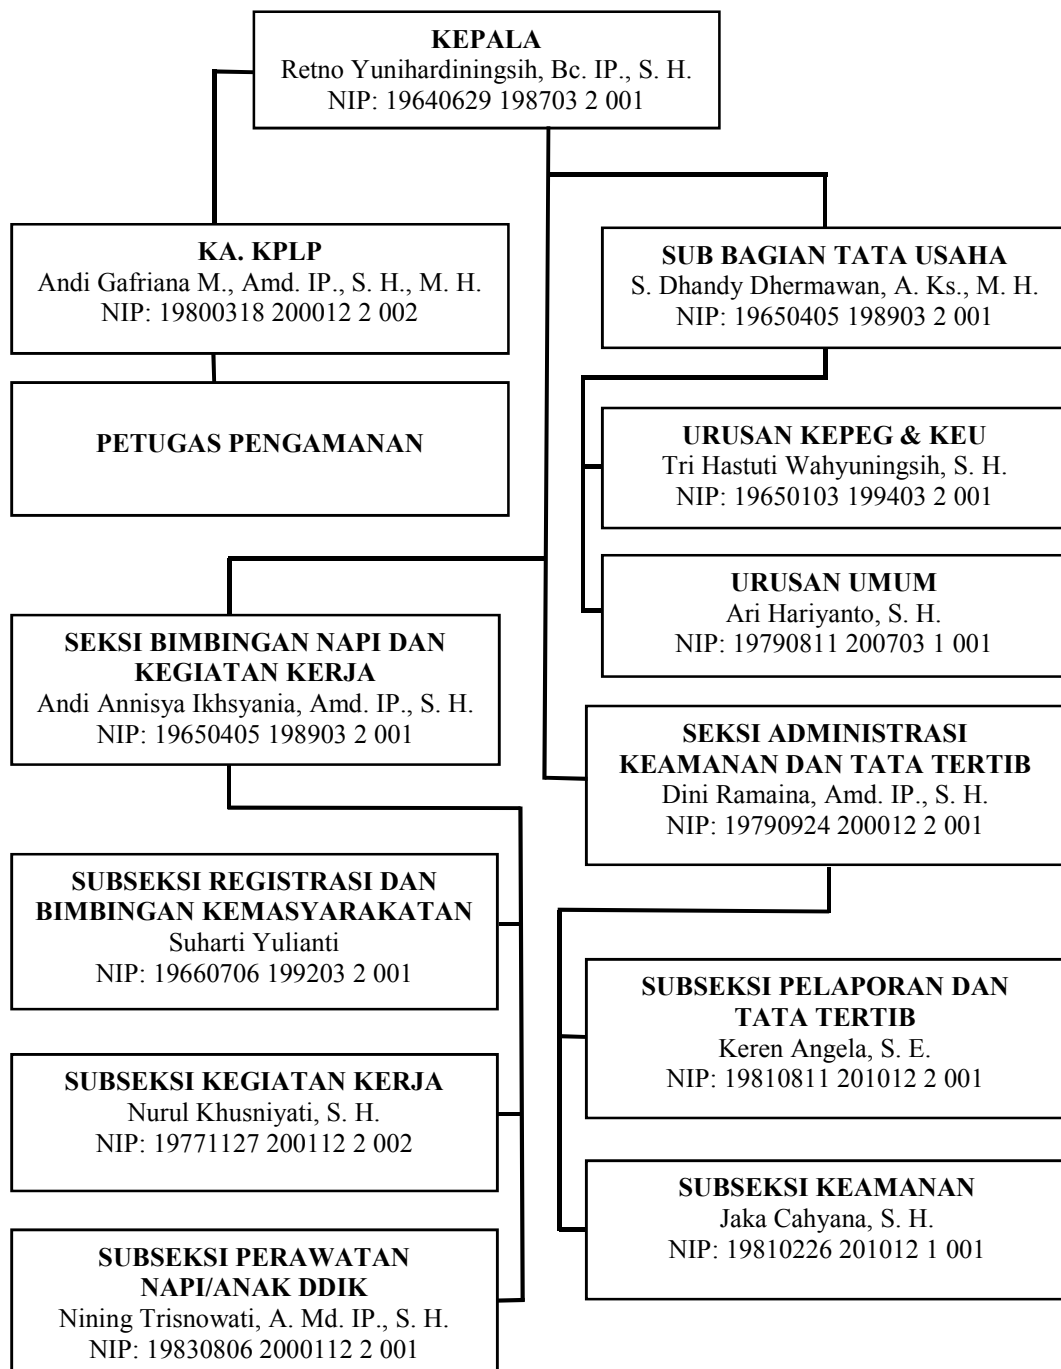 KEPALA
Retno Yunihardiningsih, Bc. IP., S. H.
NIP: 19640629 198703 2 001
KA. KPLP
Andi Gafriana M., Amd. IP., S. H., M. H.
NIP: 19800318 200012 2 002
SUB BAGIAN TATA USAHA
S. Dhandy Dhermawan, A. Ks., M. H.
NIP: 19650405 198903 2 001
PETUGAS PENGAMANAN
URUSAN KEPEG & KEU
Tri Hastuti Wahyuningsih, S. H.
NIP: 19650103 199403 2 001
URUSAN UMUM
Ari Hariyanto, S. H.
NIP: 19790811 200703 1 001
SEKSI BIMBINGAN NAPI DAN
KEGIATAN KERJA
Andi Annisya Ikhsyania, Amd. IP., S. H.
NIP: 19650405 198903 2 001
SEKSI ADMINISTRASI
KEAMANAN DAN TATA TERTIB
Dini Ramaina, Amd. IP., S. H.
NIP: 19790924 200012 2 001
SUBSEKSI REGISTRASI DAN
BIMBINGAN KEMASYARAKATAN
Suharti Yulianti
NIP: 19660706 199203 2 001
SUBSEKSI PELAPORAN DAN
TATA TERTIB
Keren Angela, S. E.
NIP: 19810811 201012 2 001
SUBSEKSI KEGIATAN KERJA
Nurul Khusniyati, S. H.
NIP: 19771127 200112 2 002
SUBSEKSI KEAMANAN
Jaka Cahyana, S. H.
NIP: 19810226 201012 1 001
SUBSEKSI PERAWATAN
NAPI/ANAK DDIK
Nining Trisnowati, A. Md. IP., S. H.
NIP: 19830806 2000112 2 001